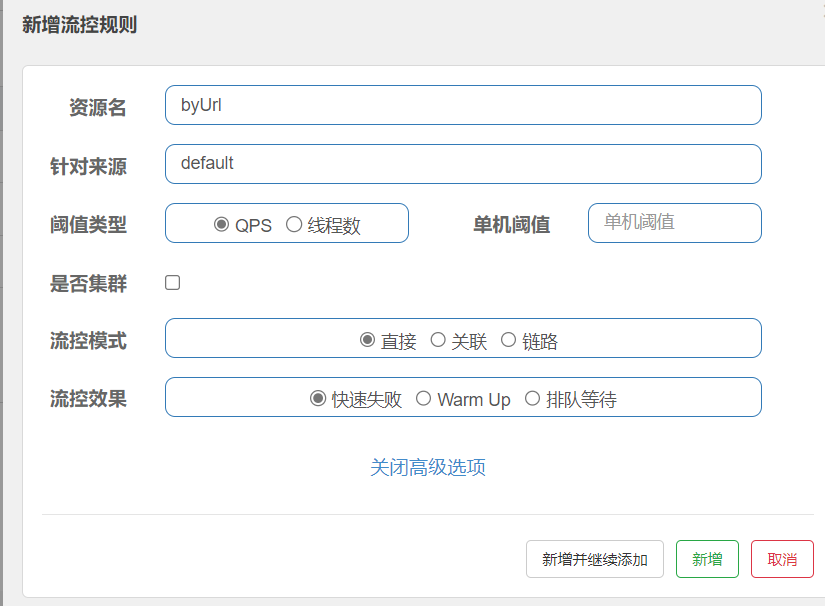 新增流控规则
资源名 byUrl
针对来源 default
阈值类型 QPS 线程数 单机阈值 单机阈值
是否集群
流控模式 直接 关联 链路
流控效果 快速失败 Warm Up 排队等待
关闭高级选项
新增并继续添加 新增 取消